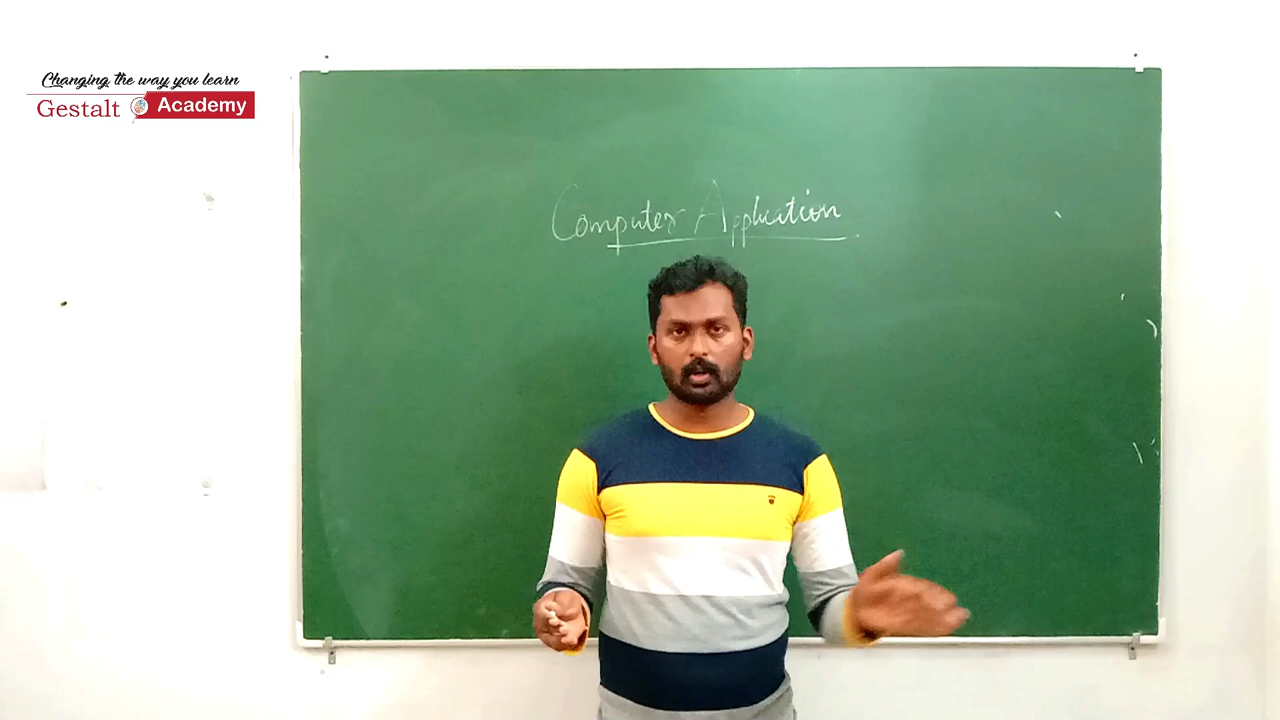 Changing the way you learn
Gestalt Academy
Computer Application